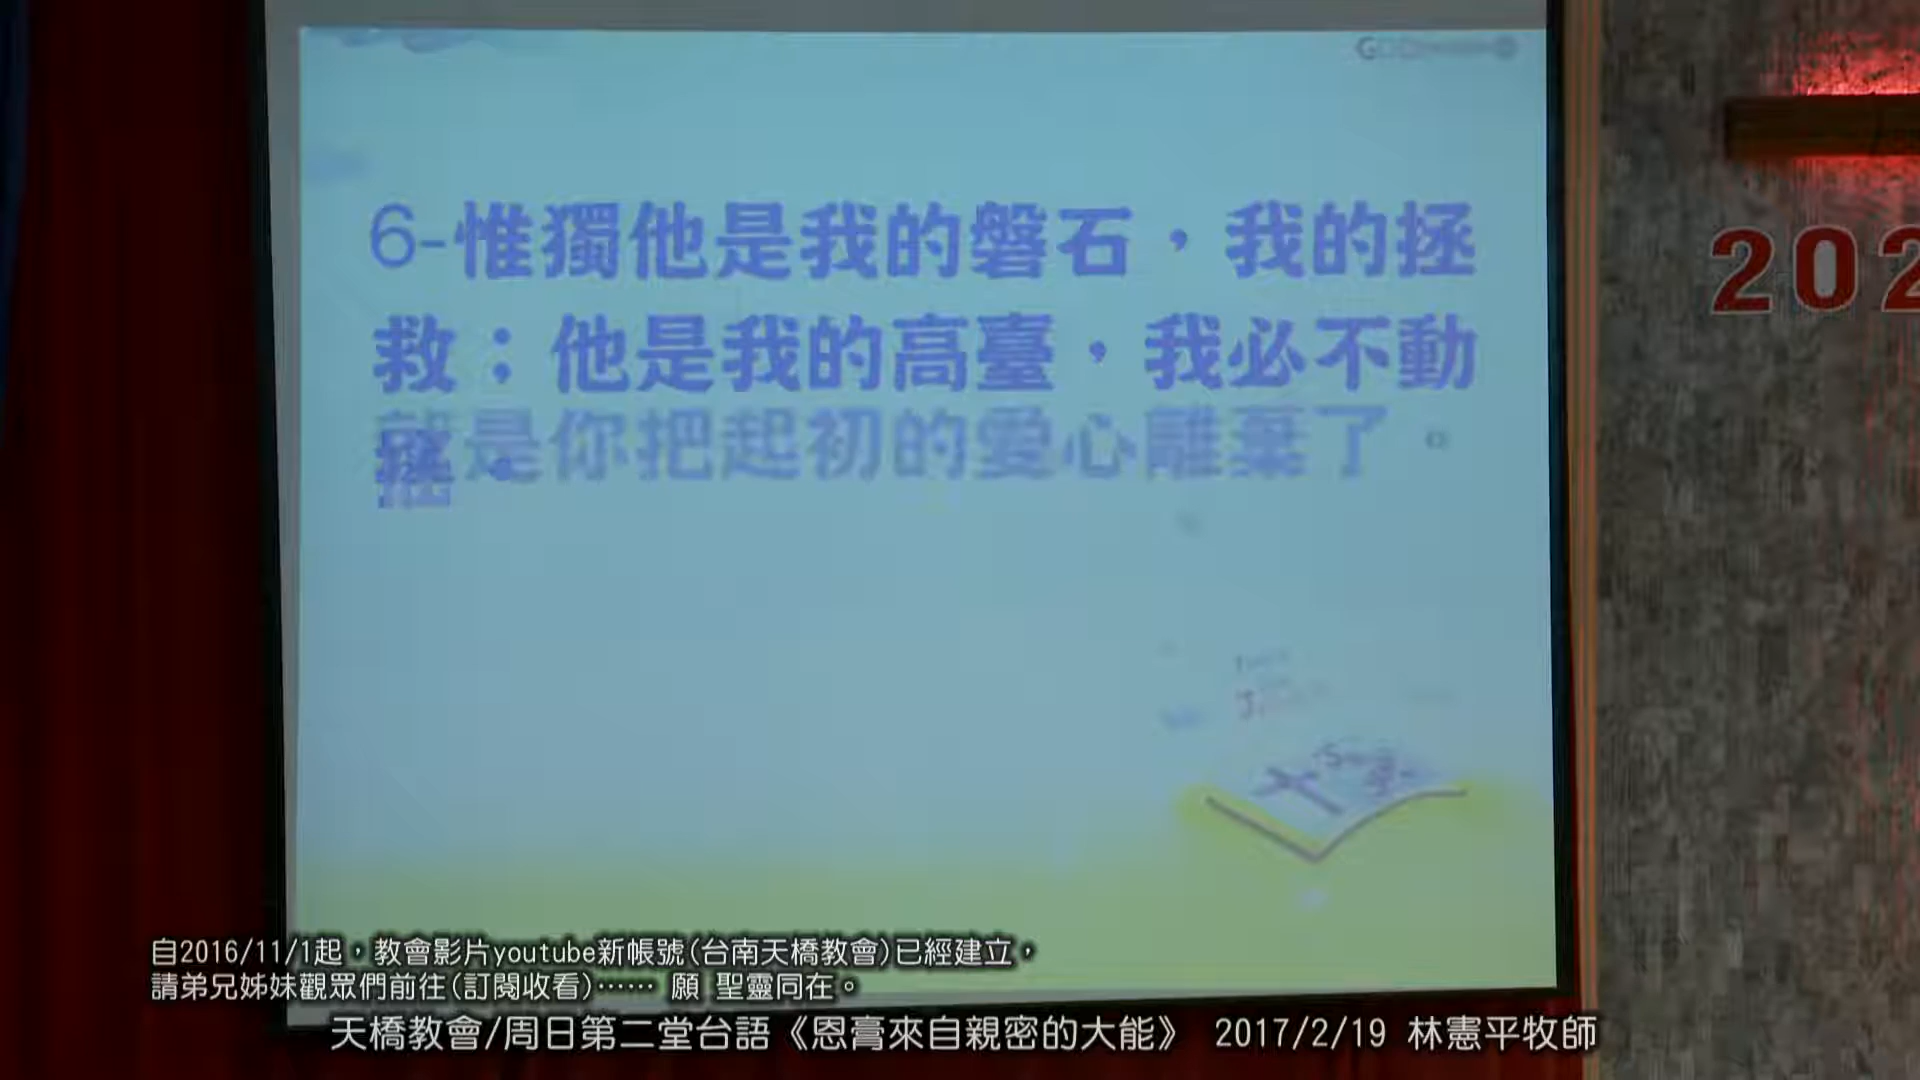 6-惟獨他是我的磐石，我的拯
救；他是我的高臺，我必不動
搖。
就是你把起初的愛心離棄了。
202
自2016/11/1起，教會影片youtube新帳號(台南天橋教會)已經建立，
請弟兄姊妹觀眾們前往(訂閱收看)…… 願 聖靈同在。
天橋教會/周日第二堂台語《恩膏來自親密的大能》 2017/2/19 林憲平牧師